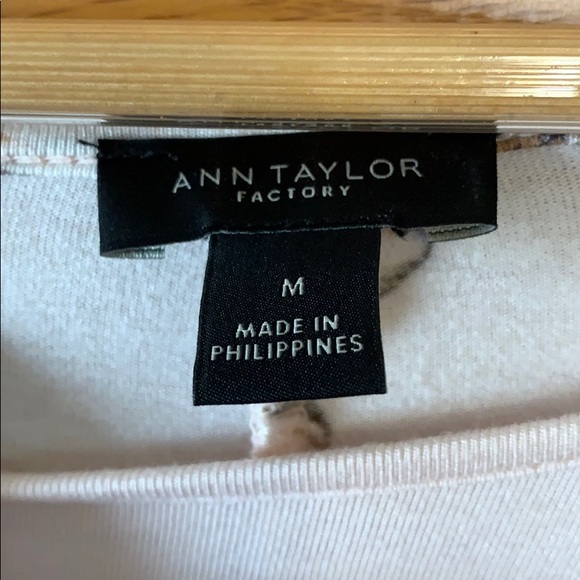 ANN TAYLOR
FACTORY
M
MADE IN
PHILIPPINES